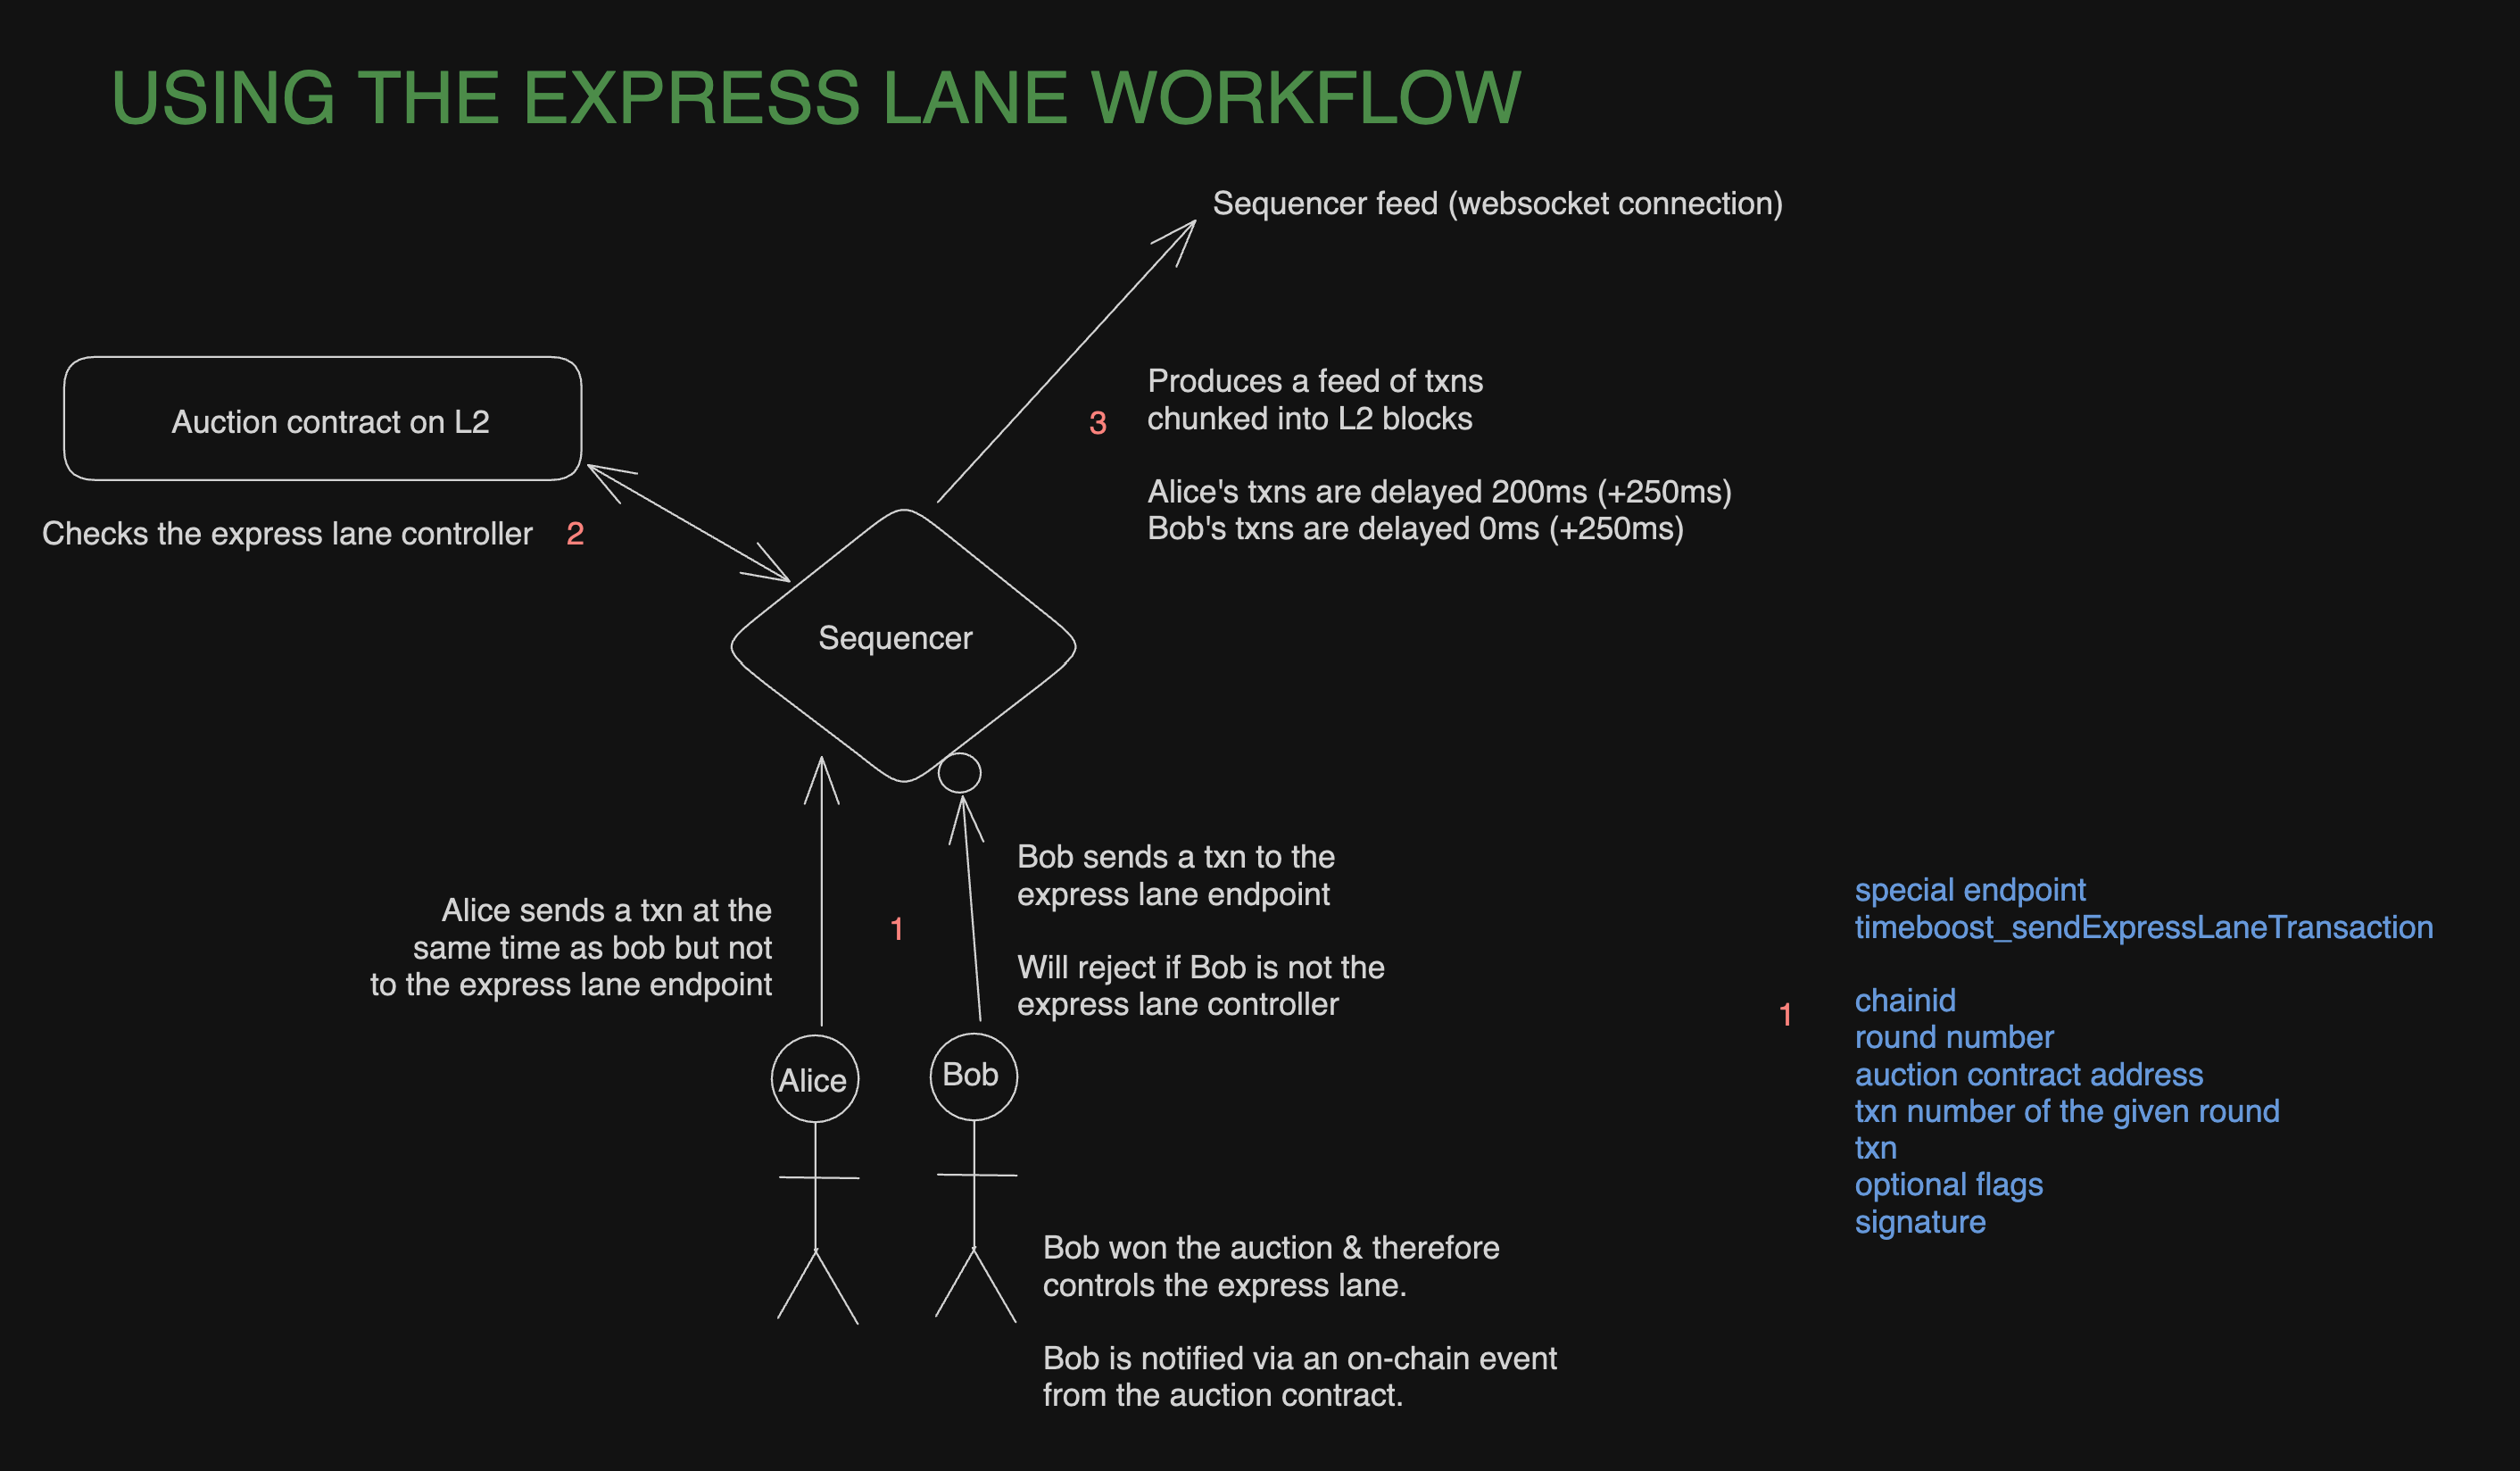 USING THE EXPRESS LANE WORKFLOW
Sequencer feed (websocket connection)
Auction contract on L2
Checks the express lane controller
2
3
Produces a feed of txns
chunked into L2 blocks
Alice's txns are delayed 200ms (+250ms)
Bob's txns are delayed 0ms (+250ms)
Sequencer
Alice sends a txn at the
same time as bob but not
to the express lane endpoint
1
Bob sends a txn to the
express lane endpoint
Will reject if Bob is not the
express lane controller
Alice
Bob
Bob won the auction & therefore
controls the express lane.
Bob is notified via an on-chain event
from the auction contract.
1
special endpoint
timeboost_sendExpressLaneTransaction
chainid
round number
auction contract address
txn number of the given round
txn
optional flags
signature